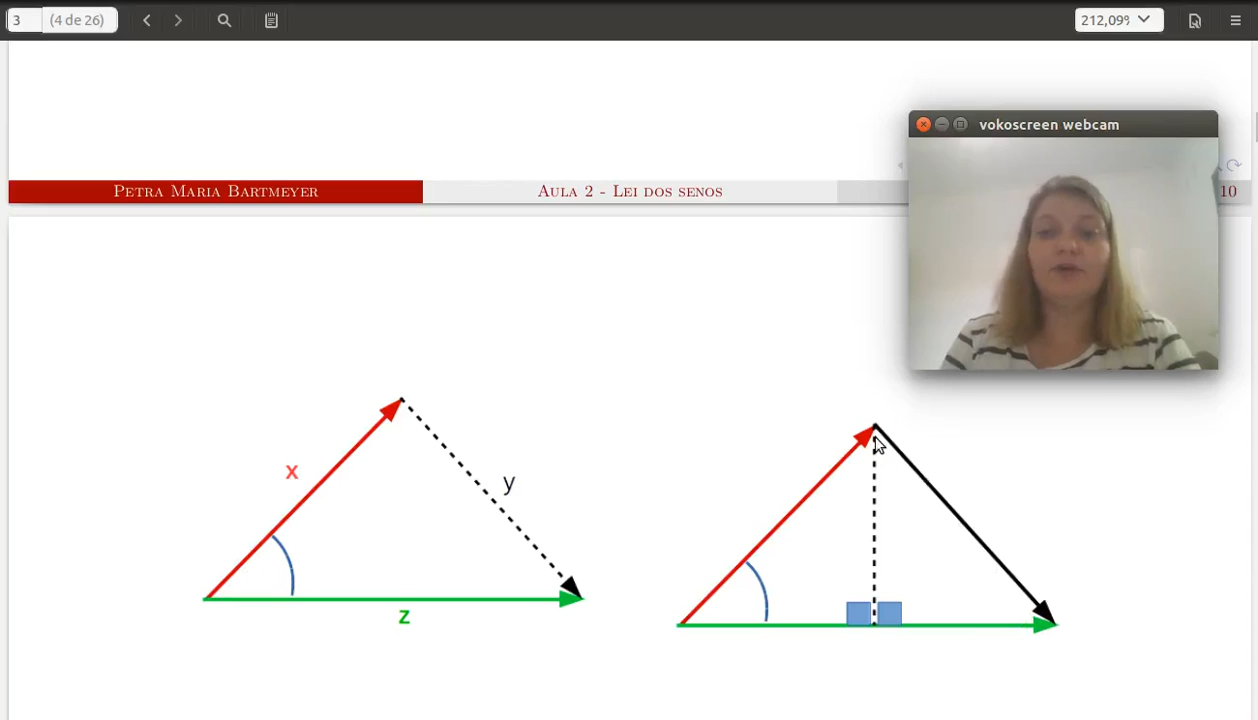 3 (4 de 26)
212,09%
vokoscreen webcam
PETRA MARIA BARTMEYER
AULA 2 - LEI DOS SENOS
10
x
y
z